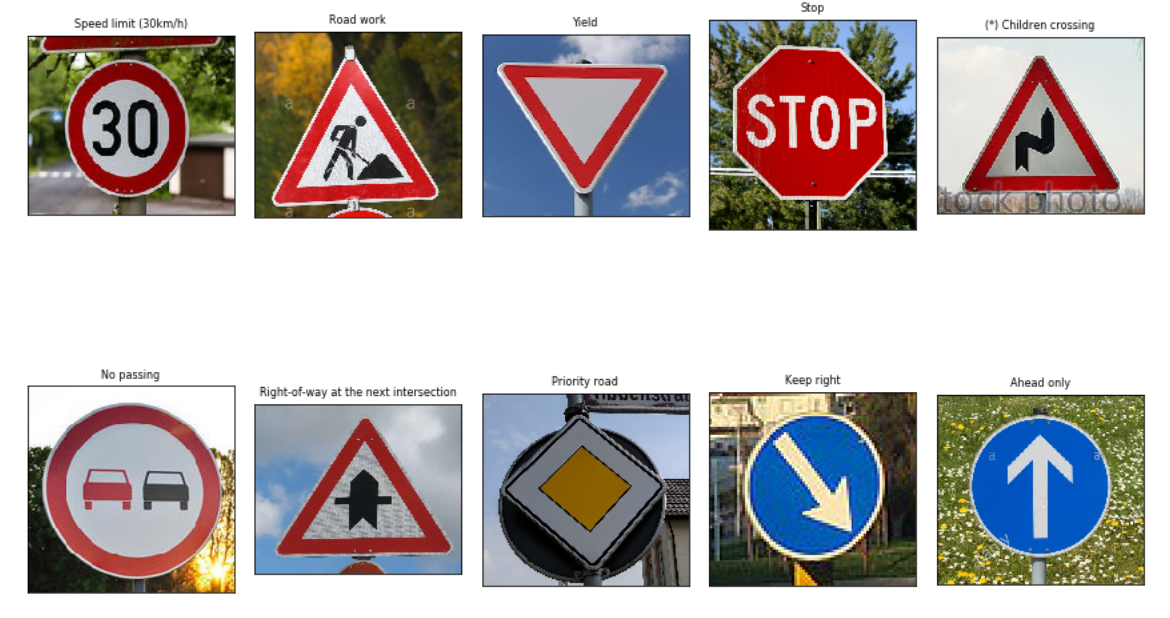 Speed limit (30km/h)
Road work
Yield
Stop
(*) Children crossing
30
a a
STOP
a a
tock photo
No passing
Right-of-way at the next intersection
Priority road
Keep right
Ahead only
a a